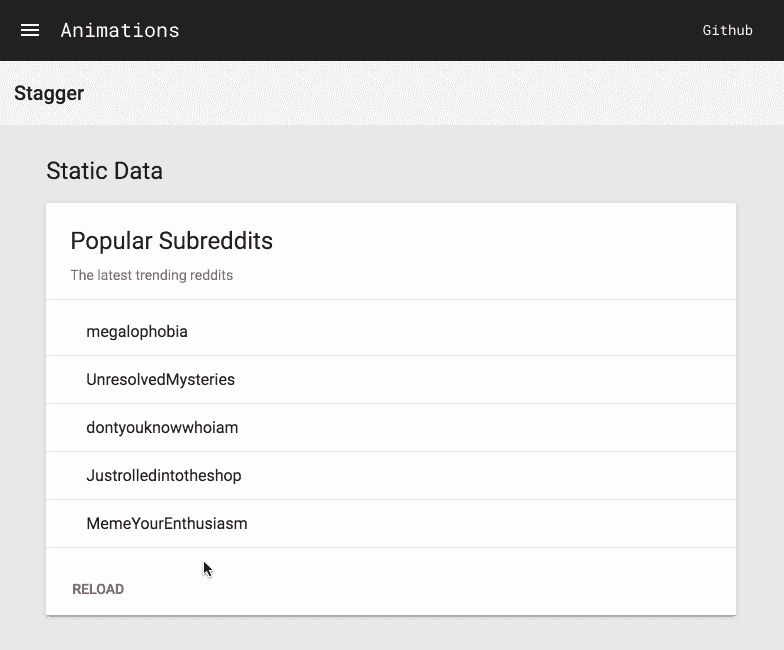 Animations
Github
Stagger
Static Data
Popular Subreddits
The latest trending reddits
megalophobia
UnresolvedMysteries
dontyouknowwhoiam
Justrolledintotheshop
MemeYourEnthusiasm
RELOAD